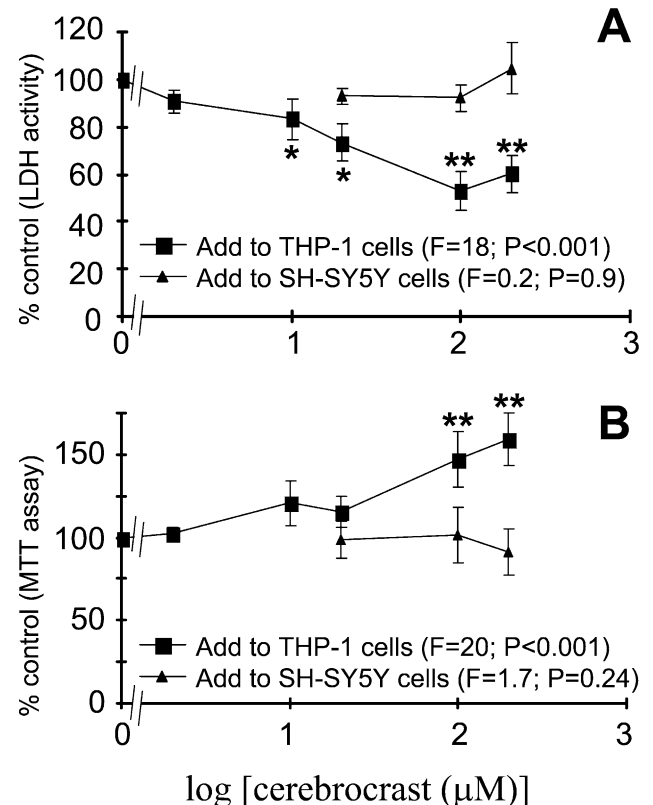 A
120
100
80
60
40
20
0
% control (LDH activity)
*
*
**
**
Add to THP-1 cells (F=18; P<0.001)
Add to SH-SY5Y cells (F=0.2; P=0.9)
0 1 2 3
B
150
100
50
0
% control (MTT assay)
**
**
Add to THP-1 cells (F=20; P<0.001)
Add to SH-SY5Y cells (F=1.7; P=0.24)
0 1 2 3
log [cerebrocrast (μM)]